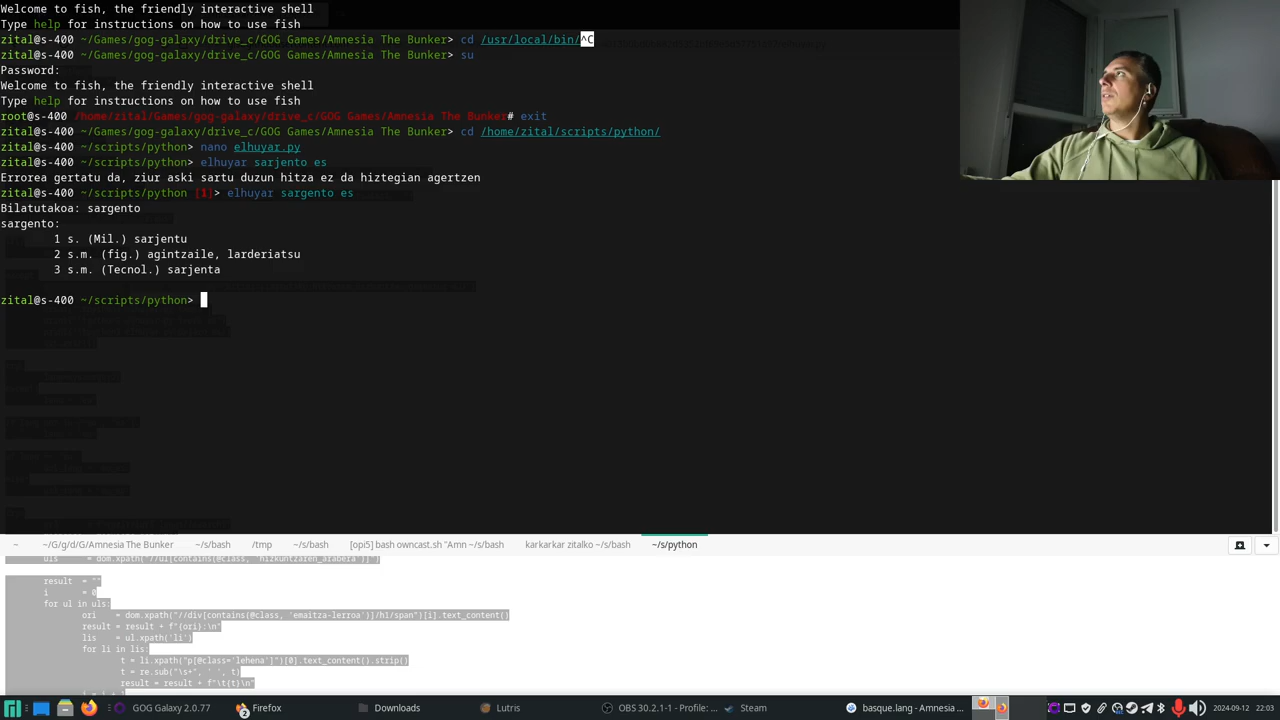 Welcome to fish, the friendly interactive shell
Type help for instructions on how to use fish
zital@s-400 ~/Games/gog-galaxy/drive_c/GOG Games/Amnesia The Bunker> cd /usr/local/bin/^C
zital@s-400 ~/Games/gog-galaxy/drive_c/GOG Games/Amnesia The Bunker> su
Password:
Welcome to fish, the friendly interactive shell
Type help for instructions on how to use fish
root@s-400 /home/zital/Games/gog-galaxy/drive_c/GOG Games/Amnesia The Bunker# exit
zital@s-400 ~/Games/gog-galaxy/drive_c/GOG Games/Amnesia The Bunker> cd /home/zital/scripts/python/
zital@s-400 ~/scripts/python> nano elhuyar.py
zital@s-400 ~/scripts/python> elhuyar sarjento es
Errorea gertatu da, ziur aski sartu duzun hitza ez da hiztegian agertzen
zital@s-400 ~/scripts/python [1]> elhuyar sargento es
Bilatutakoa: sargento
sargento:
1 s. (Mil.) sarjentu
2 s.m. (fig.) agintzaile, larderiatsu
3 s.m. (Tecnol.) sarjenta
zital@s-400 ~/scripts/python>
~ ~/G/g/d/G/Amnesia The Bunker ~/s/bash /tmp ~/s/bash [opi5] bash owncast.sh "Amn ~/s/bash karkarkar zitalko ~/s/bash ~/s/python
uls = dom.xpath("//ul[contains(@class, 'hizkuntzaren_arabera')]")
result = ""
i = 0
for ul in uls:
ori = dom.xpath("//div[contains(@class, 'emaitza-lerroa')]/h1/span")[i].text_content()
result = result + f"{ori}:\n"
lis = ul.xpath('li')
for li in lis:
t = li.xpath("p[@class='lehena']")[0].text_content().strip()
t = re.sub("\s+", ' ', t)
result = result + f"\t{t}\n"
GOG Galaxy 2.0.77 2 Firefox Downloads Lutris OBS 30.2.1-1 - Profile: ... Steam basque.lang - Amnesia ... 2024-09-12 22:03